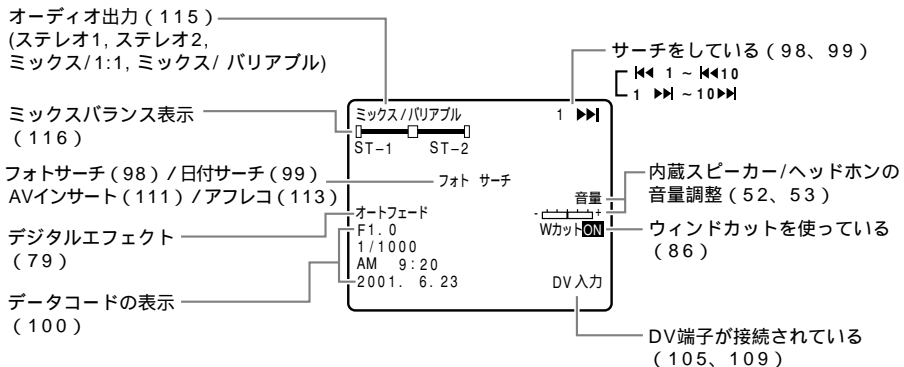 オーディオ出力（115）
(ステレオ1, ステレオ2,
ミックス/1:1, ミックス/ バリアブル)
ミックスバランス表示
（116）
フォトサーチ（98）/日付サーチ（99）
AVインサート（111）/アフレコ（113）
デジタルエフェクト
（79）
データコードの表示
（100）
ミックス/バリアブル
1 ▶▶|
ST−1 ST−2
フォト サーチ
音量
- +
WカットON
オートフェード
F1.0
1/1000
AM 9:20
2001. 6.23
DV入力
サーチをしている（98、99）
|◀◀ 1 ~ |◀◀10
1 ▶▶| ~10▶▶|
内蔵スピーカー/ヘッドホンの
音量調整（52、53）
ウィンドカットを使っている
（86）
DV端子が接続されている
（105、109）